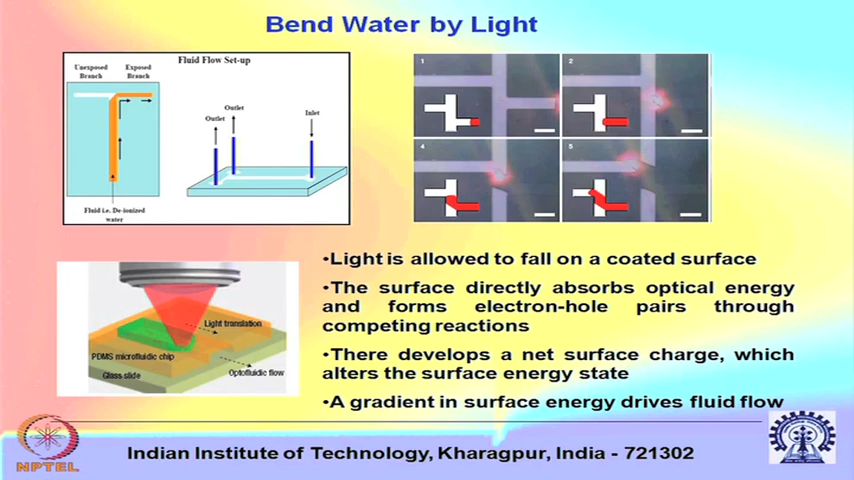 Bend Water by Light
Fluid Flow Set-up
Unexposed
Branch
Exposed
Branch
Fluid i.e. De-ionized
water
Outlet
Outlet
Inlet
1
2
4
5
Light translation
PDMS microfluidic chip
Glass slide
Optofluidic flow
•Light is allowed to fall on a coated surface
•The surface directly absorbs optical energy
and forms electron-hole pairs through
competing reactions
•There develops a net surface charge, which
alters the surface energy state
•A gradient in surface energy drives fluid flow
NPTEL
Indian Institute of Technology, Kharagpur, India - 721302